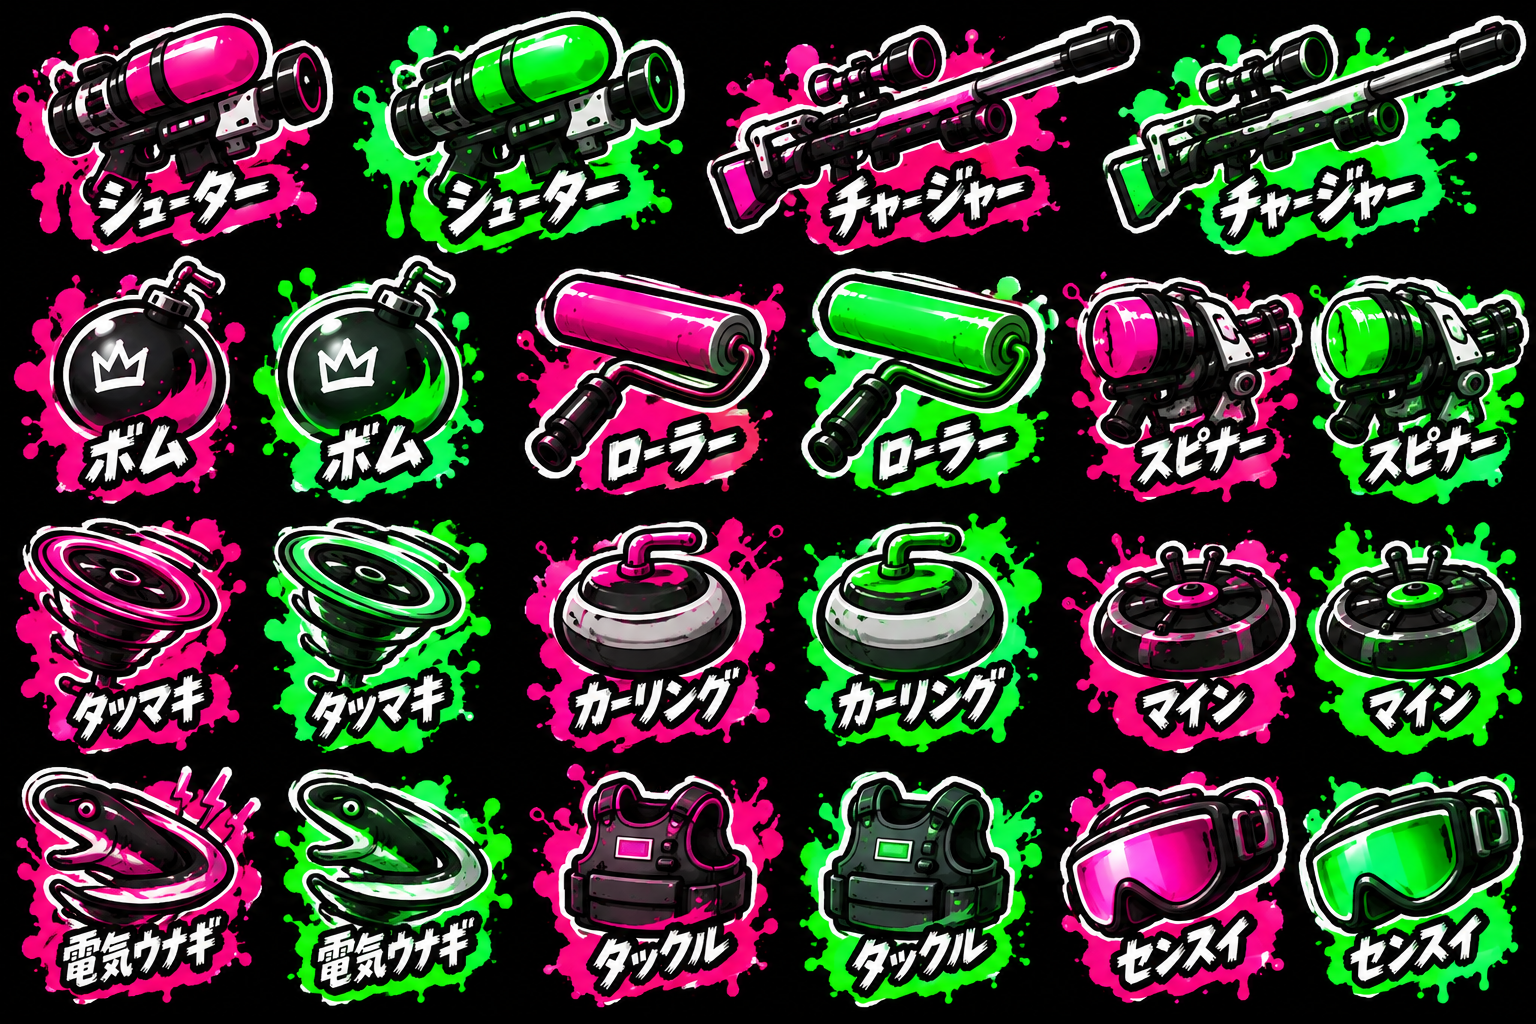 シューター
シューター
チャージャー
チャージャー
ボム
ボム
ローラー
ローラー
スピナー
スピナー
タツマキ
タツマキ
カーリング
カーリング
マイン
マイン
電気ウナギ
電気ウナギ
タックル
タックル
センスイ
センスイ